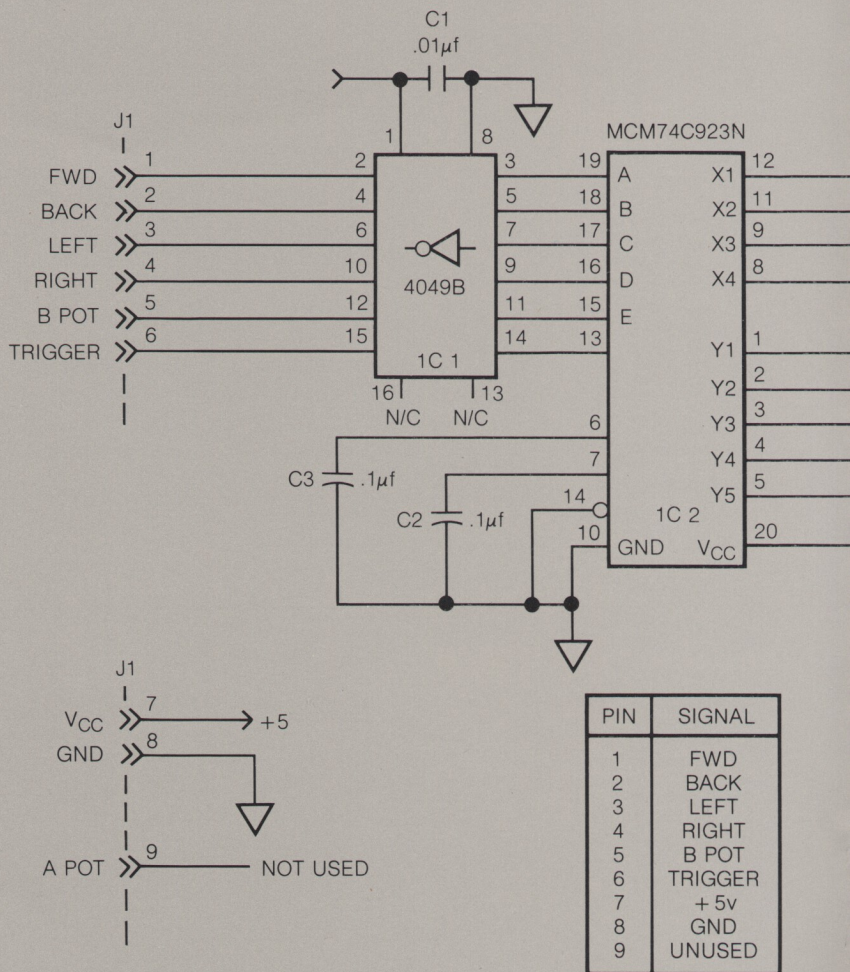 C1
.01µf
J1
1 8
MCM74C923N
FWD 1 2 3 19 A X1 12
BACK 2 4 5 18 B X2 11
LEFT 3 6 7 17 C X3 9
RIGHT 4 10 9 16 D X4 8
4049B
B POT 5 12 11 15 E
TRIGGER 6 15 14 13 Y1 1
1C 1
16 13
N/C N/C
Y2 2
6 Y3 3
7 Y4 4
C3 .1µf
14 Y5 5
C2 .1µf
1C 2
10 GND VCC 20
J1
VCC 7 +5
GND 8
A POT 9 NOT USED
PIN SIGNAL
1 FWD
2 BACK
3 LEFT
4 RIGHT
5 B POT
6 TRIGGER
7 + 5v
8 GND
9 UNUSED